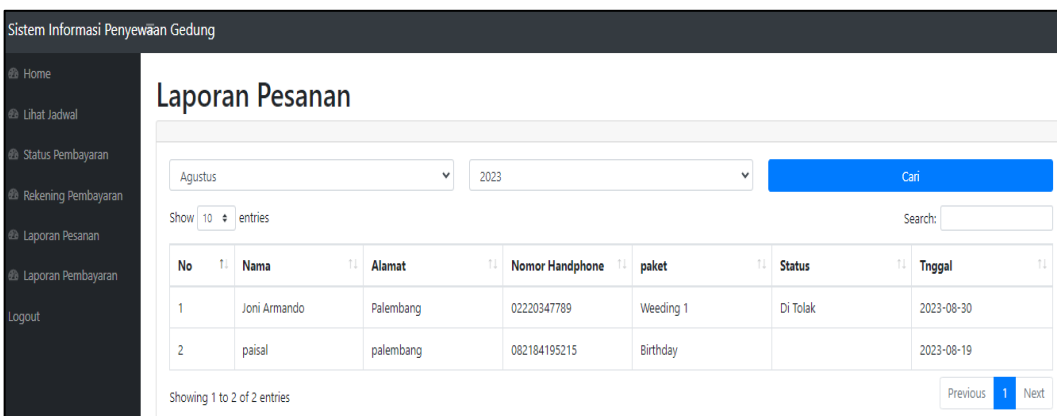 Sistem Informasi Penyewaan Gedung
Home
Lihat Jadwal
Status Pembayaran
Rekening Pembayaran
Laporan Pesanan
Laporan Pembayaran
Logout
Laporan Pesanan
Agustus 2023 Cari
Show 10 entries Search:
No Nama Alamat Nomor Handphone paket Status Tnggal
1 Joni Armando Palembang 02220347789 Weeding 1 Di Tolak 2023-08-30
2 paisal palembang 082184195215 Birthday 2023-08-19
Showing 1 to 2 of 2 entries Previous 1 Next